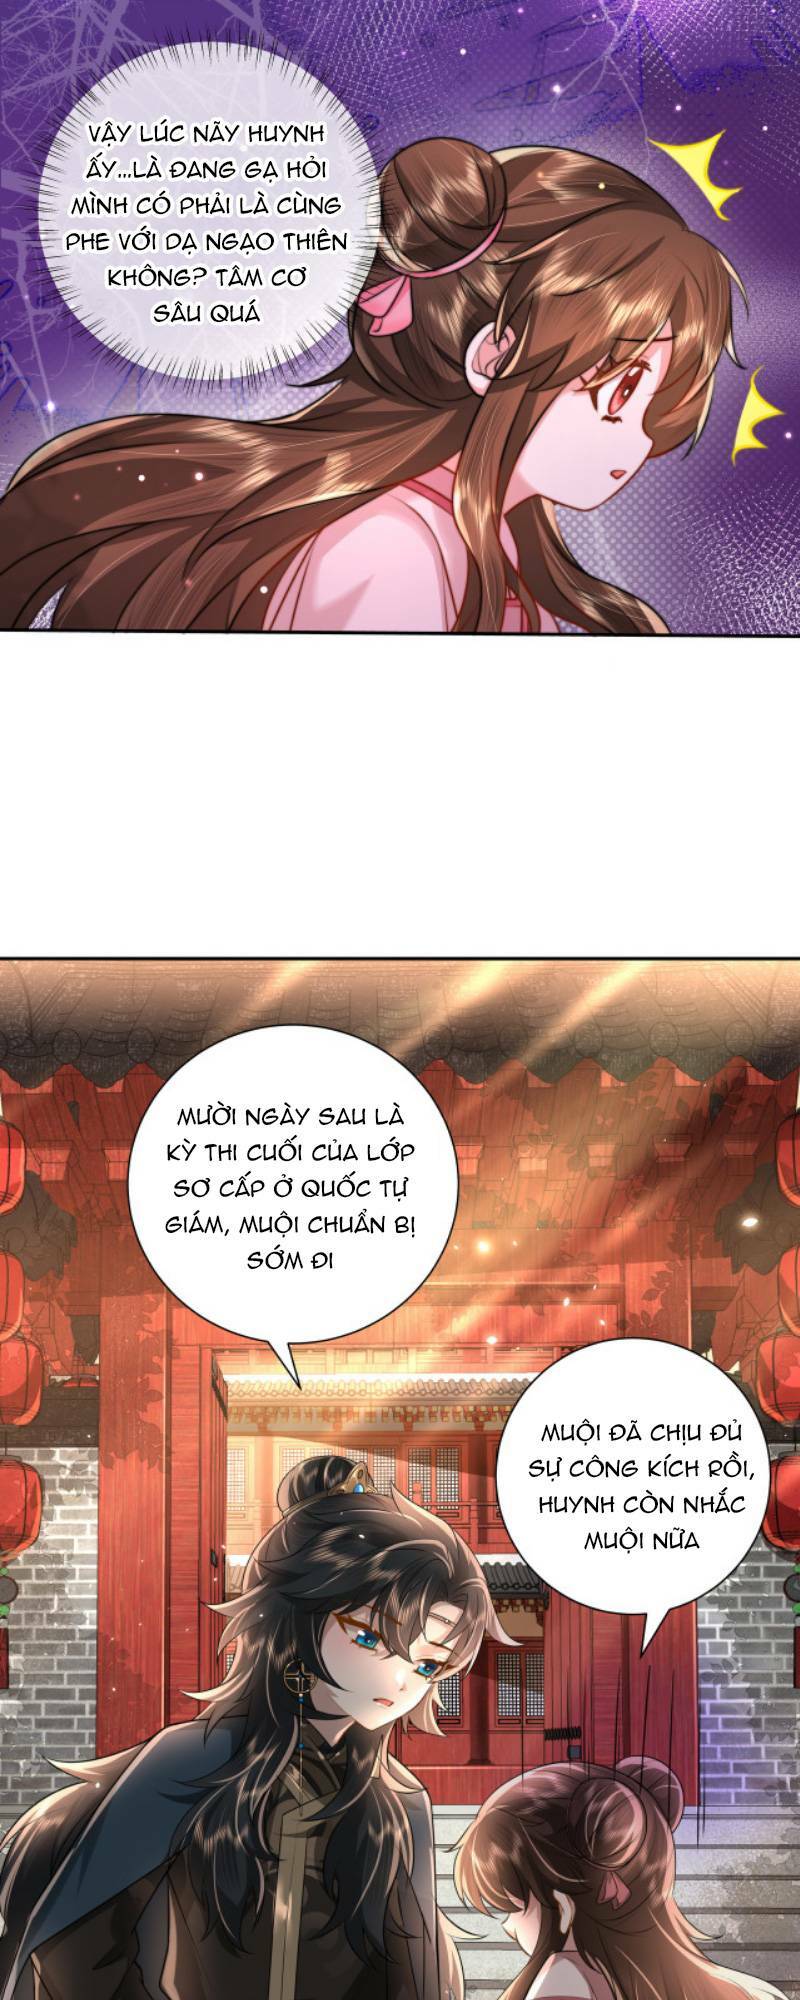 VẬY LÚC NÃY HUYNH
ẤY...LÀ ĐANG GẠ HỎI
MÌNH CÓ PHẢI LÀ CÙNG
PHE VỚI DẠ NGẠO THIÊN
KHÔNG? TÂM CƠ
SÂU QUÁ
MƯỜI NGÀY SAU LÀ
KỲ THI CUỐI CỦA LỚP
SƠ CẤP Ở QUỐC TỰ
GIÁM, MUỘI CHUẨN BỊ
SỚM ĐI
MUỘI ĐÃ CHỊU ĐỦ
SỰ CÔNG KÍCH RỒI,
HUYNH CÒN NHẮC
MUỘI NỮA